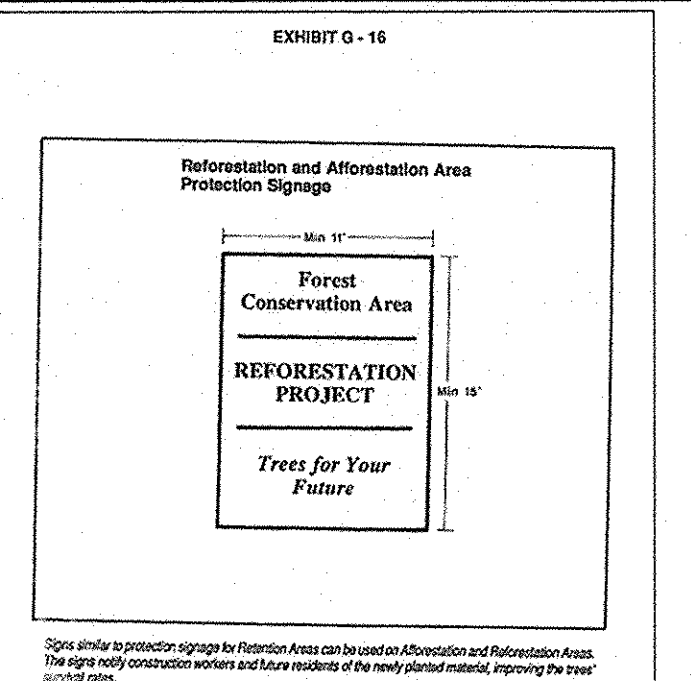 EXHIBIT G - 16
Reforestation and Afforestation Area
Protection Signage
Min 11"
Forest
Conservation Area
REFORESTATION
PROJECT
Min 15"
Trees for Your
Future
Signs similar to protection signage for Retention Areas can be used on Afforestation and Reforestation Areas.
The signs notify construction workers and future residents of the newly planted material, improving the trees'
survival rates.